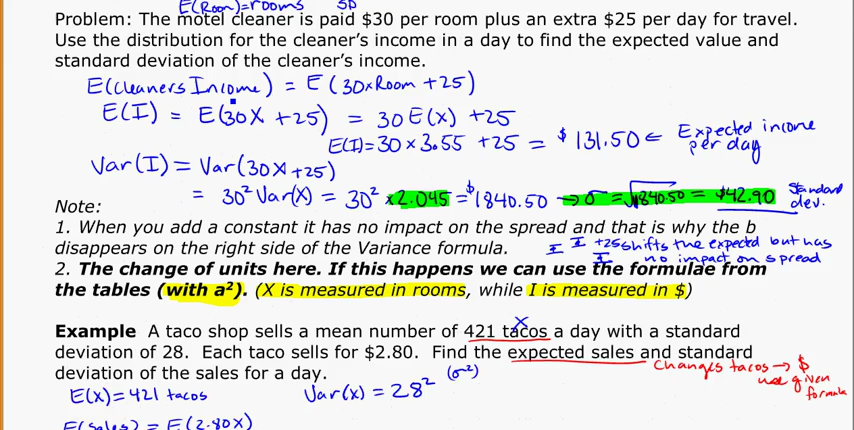 E(Room)=rooms SD
Problem: The motel cleaner is paid $30 per room plus an extra $25 per day for travel.
Use the distribution for the cleaner's income in a day to find the expected value and
standard deviation of the cleaner's income.
E(Cleaners Income) = E(30×Room +25)
E(I) = E(30X +25) = 30 E(X) +25
E(I)=30 × 3.55 +25 = $131.50 ← Expected income
per day
Var(I) = Var(30X+25)
= 30² Var(X) = 30² × 2.045 = $1840.50 → σ = √1840.50 = $42.90 Standard
dev.
Note:
1. When you add a constant it has no impact on the spread and that is why the b
disappears on the right side of the Variance formula.
+25 shifts the expected but has
no impact on spread
2. The change of units here. If this happens we can use the formulae from
the tables (with a²). (X is measured in rooms, while I is measured in $)
X
Example A taco shop sells a mean number of 421 tacos a day with a standard
deviation of 28. Each taco sells for $2.80. Find the expected sales and standard
deviation of the sales for a day.
Changes tacos → $
not given
formula
E(X)=421 tacos Var(X) = 28² (σ²)
E(Sales) = E(2.80X)